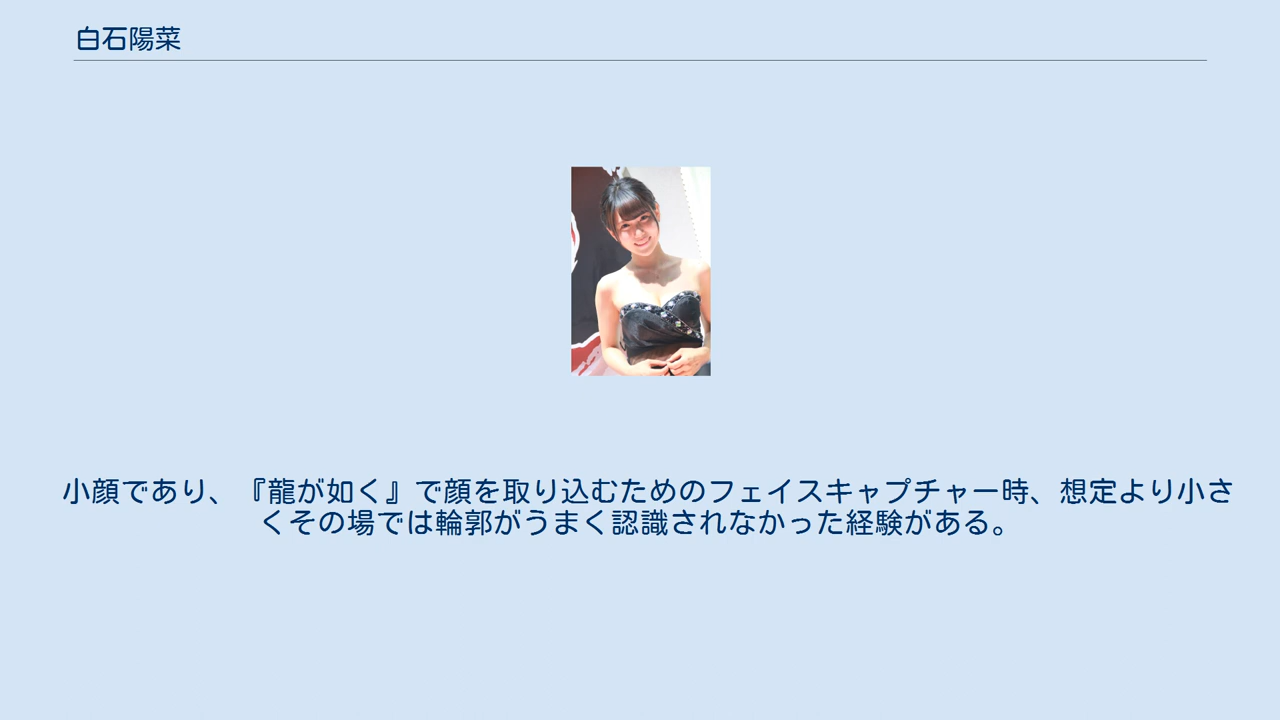 白石陽菜
小顔であり、『龍が如く』で顔を取り込むためのフェイスキャプチャー時、想定より小さ
くその場では輪郭がうまく認識されなかった経験がある。